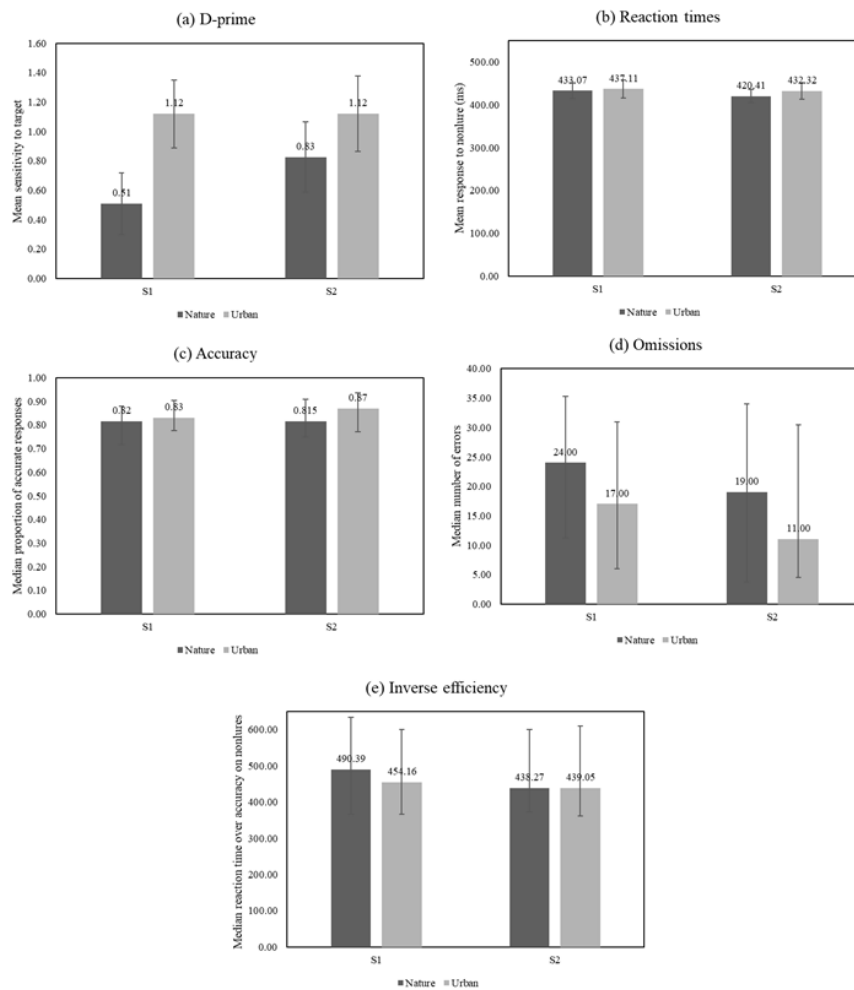 (a) D-prime
Mean sensitivity to target
1.60
1.40
1.20
1.00
0.80
0.60
0.40
0.20
0.00
0.51
1.12
0.83
1.12
S1
S2
Nature
Urban
(b) Reaction times
Mean response to nonlure (ms)
500.00
400.00
300.00
200.00
100.00
0.00
433.07
437.11
420.41
432.32
S1
S2
Nature
Urban
(c) Accuracy
Median proportion of accurate responses
1.00
0.90
0.80
0.70
0.60
0.50
0.40
0.30
0.20
0.10
0.00
0.82
0.83
0.815
0.87
S1
S2
Nature
Urban
(d) Omissions
Median number of errors
40.00
35.00
30.00
25.00
20.00
15.00
10.00
5.00
0.00
24.00
17.00
19.00
11.00
S1
S2
Nature
Urban
(e) Inverse efficiency
Median reaction time over accuracy on nonlures
600.00
500.00
400.00
300.00
200.00
100.00
0.00
490.39
454.16
438.27
439.05
S1
S2
Nature
Urban